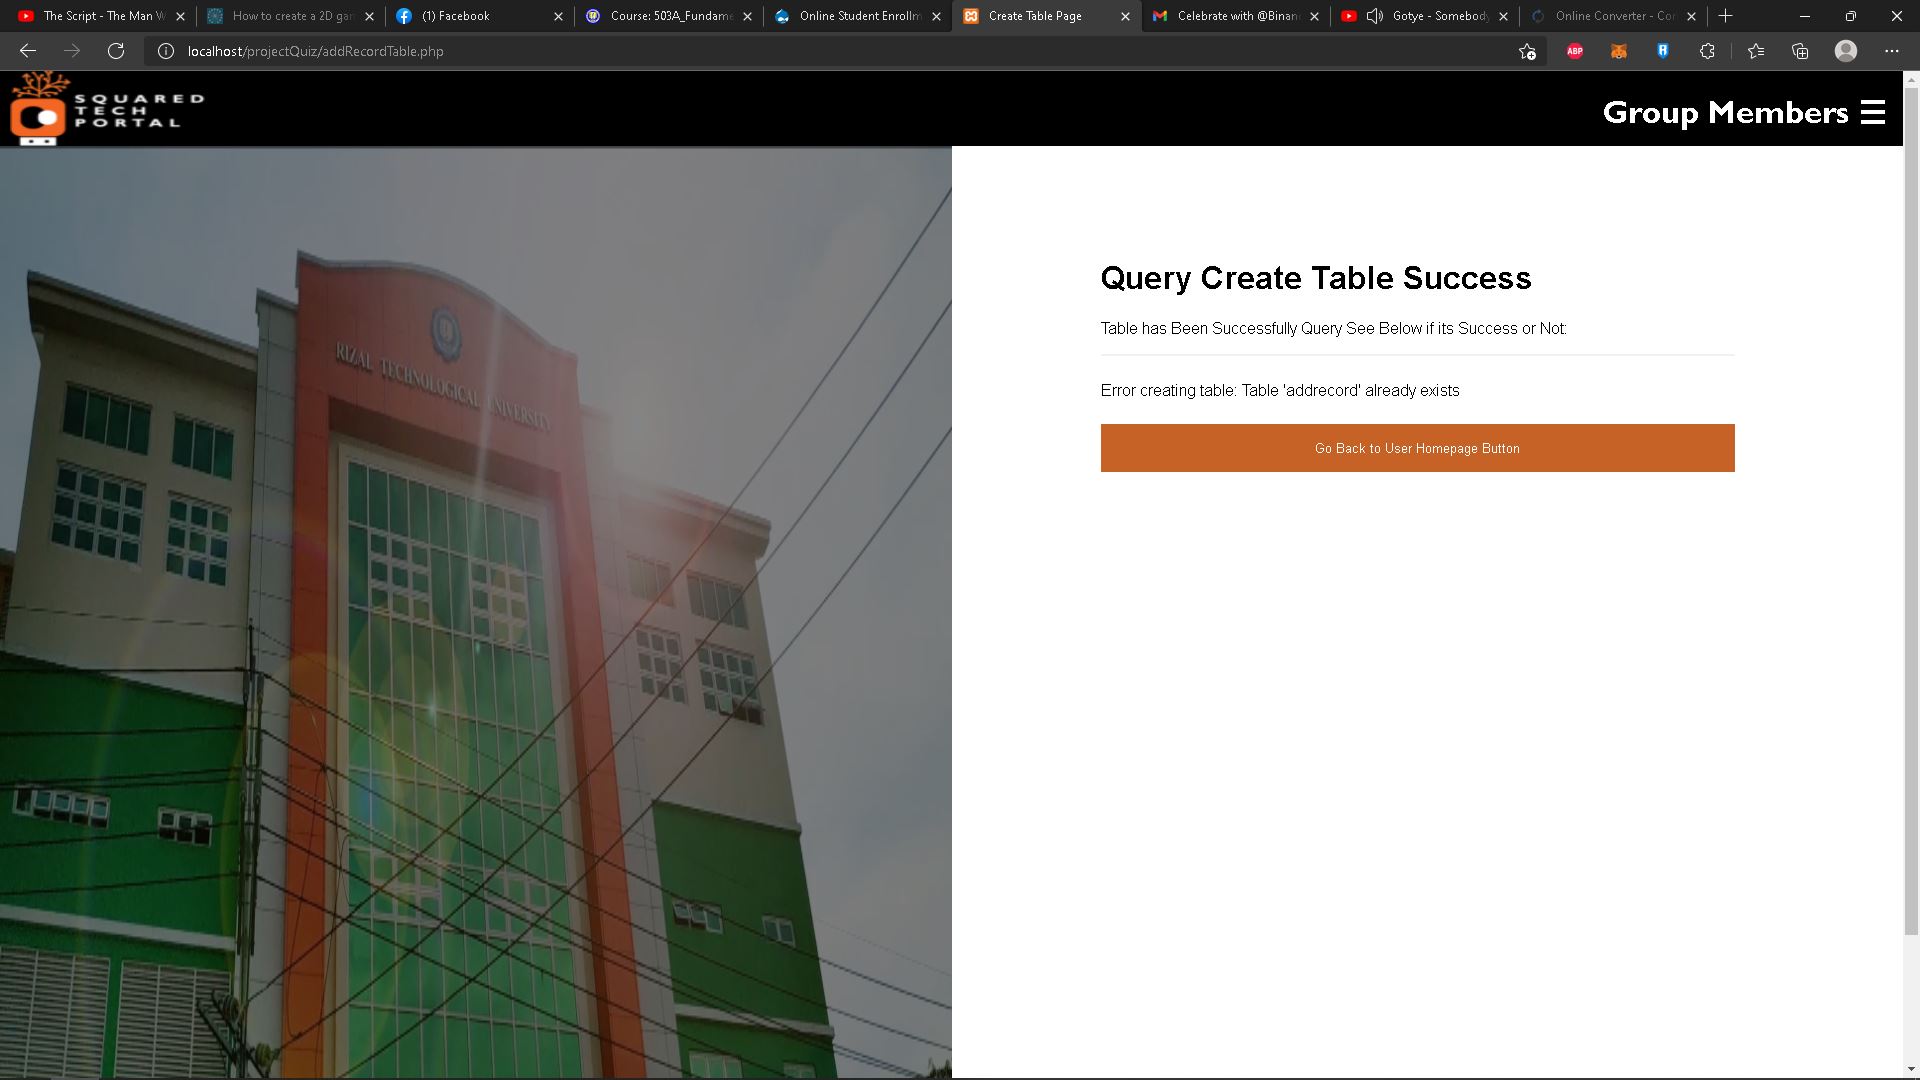 The Script - The Man W
How to create a 2D gan
(1) Facebook
Course: 503A_Fundame
Online Student Enrollm
Create Table Page
Celebrate with @Binan
Gotye - Somebody
Online Converter - Con
localhost/projectQuiz/addRecordTable.php
ABP
SQUARED
TECH
PORTAL
Group Members
RIZAL TECHNOLOGICAL UNIVERSITY
Query Create Table Success
Table has Been Successfully Query See Below if its Success or Not:
Error creating table: Table 'addrecord' already exists
Go Back to User Homepage Button